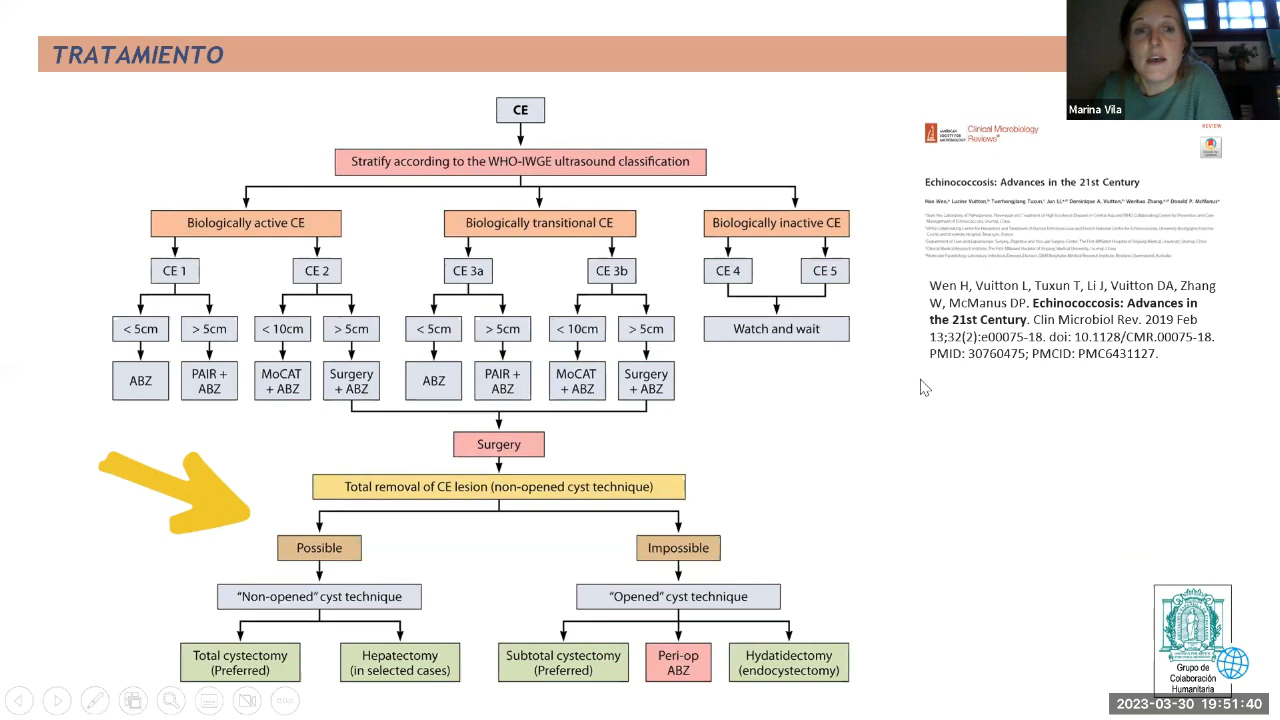 TRATAMIENTO
Marina Vila
CE
Stratify according to the WHO-IWGE ultrasound classification
Biologically active CE
Biologically transitional CE
Biologically inactive CE
CE 1
CE 2
CE 3a
CE 3b
CE 4
CE 5
< 5cm
> 5cm
< 10cm
> 5cm
< 5cm
> 5cm
< 10cm
> 5cm
Watch and wait
ABZ
PAIR +
ABZ
MoCAT
+ ABZ
Surgery
+ ABZ
ABZ
PAIR +
ABZ
MoCAT
+ ABZ
Surgery
+ ABZ
Surgery
Total removal of CE lesion (non-opened cyst technique)
Possible
Impossible
“Non-opened” cyst technique
“Opened” cyst technique
Total cystectomy
(Preferred)
Hepatectomy
(in selected cases)
Subtotal cystectomy
(Preferred)
Peri-op
ABZ
Hydatidectomy
(endocystectomy)
AMERICAN
SOCIETY FOR
MICROBIOLOGY
Clinical Microbiology
Reviews
REVIEW
Echinococcosis: Advances in the 21st Century
Wen H, Vuitton L, Tuxun T, Li J, Vuitton DA, Zhang
W, McManus DP. Echinococcosis: Advances in
the 21st Century. Clin Microbiol Rev. 2019 Feb
13;32(2):e00075-18. doi: 10.1128/CMR.00075-18.
PMID: 30760475; PMCID: PMC6431127.
Grupo de
Colaboración
Humanitaria
2023-03-30 19:51:40